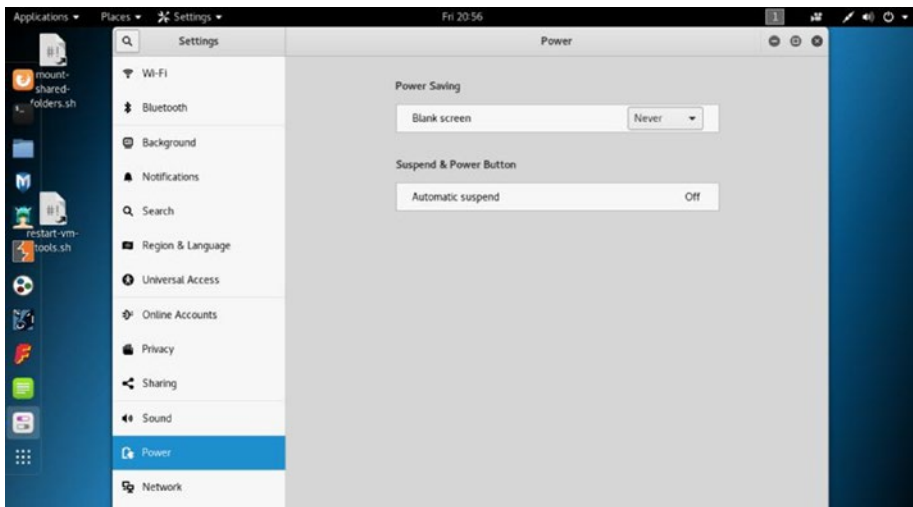 Applications Places Settings Fri 20:56 1
Settings Power
#!
mount-
shared-
folders.sh
#!
restart-vm-
tools.sh
Wi-Fi
Bluetooth
Background
Notifications
Search
Region & Language
Universal Access
Online Accounts
Privacy
Sharing
Sound
Power
Network
Power Saving
Blank screen Never
Suspend & Power Button
Automatic suspend Off